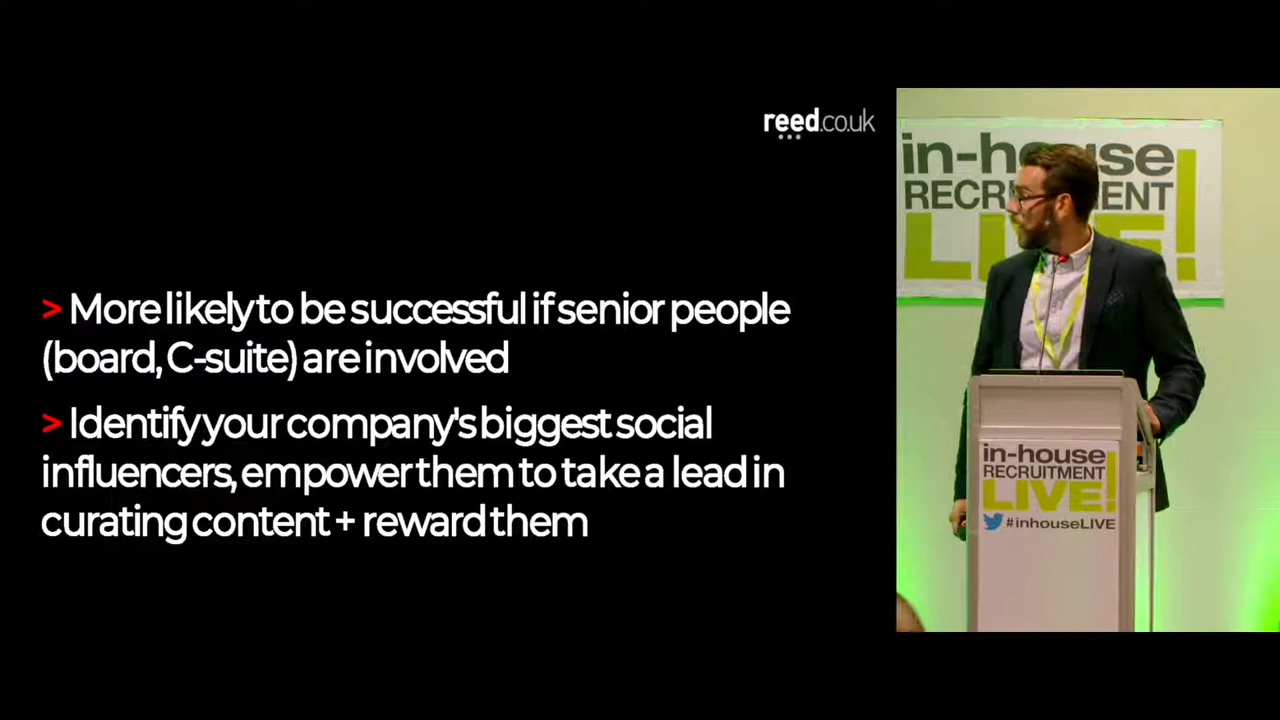 reed.co.uk
> More likely to be successful if senior people
(board, C-suite) are involved
> Identify your company's biggest social
influencers, empower them to take a lead in
curating content + reward them
in-house
RECRUITMENT
LIVE!
in-house
RECRUITMENT
LIVE!
#inhouseLIVE